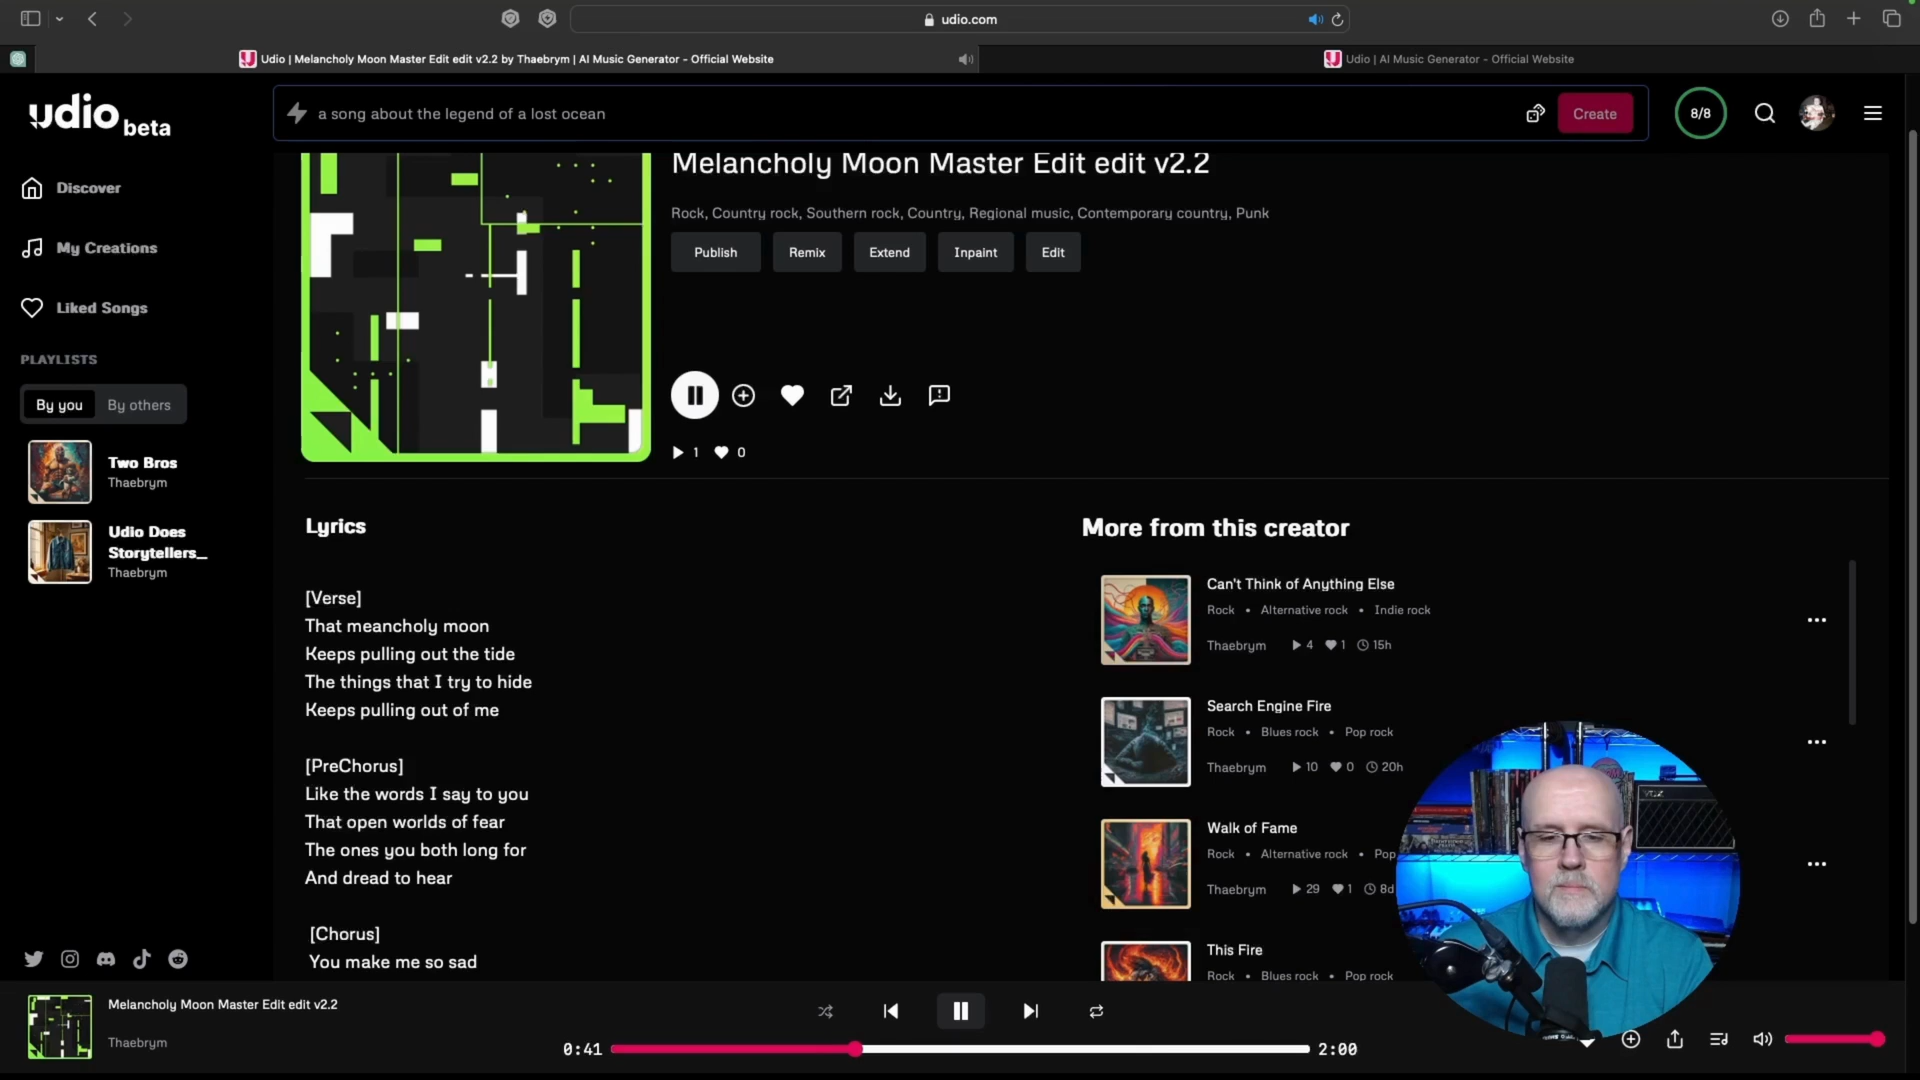 udio.com
Udio | Melancholy Moon Master Edit edit v2.2 by Thaebrym | AI Music Generator - Official Website
Udio | AI Music Generator - Official Website
udio beta
a song about the legend of a lost ocean
Create
8/8
Discover
My Creations
Liked Songs
PLAYLISTS
By you
By others
Two Bros
Thaebrym
Udio Does
Storytellers_
Thaebrym
Melancholy Moon Master Edit edit v2.2
Rock, Country rock, Southern rock, Country, Regional music, Contemporary country, Punk
Publish
Remix
Extend
Inpaint
Edit
1
0
Lyrics
[Verse]
That meancholy moon
Keeps pulling out the tide
The things that I try to hide
Keeps pulling out of me
[PreChorus]
Like the words I say to you
That open worlds of fear
The ones you both long for
And dread to hear
[Chorus]
You make me so sad
More from this creator
Can't Think of Anything Else
Rock • Alternative rock • Indie rock
Thaebrym 4 1 15h
Search Engine Fire
Rock • Blues rock • Pop rock
Thaebrym 10 0 20h
Walk of Fame
Rock • Alternative rock • Pop
Thaebrym 29 1 8d
This Fire
Rock • Blues rock • Pop rock
VOX
Melancholy Moon Master Edit edit v2.2
Thaebrym
0:41
2:00